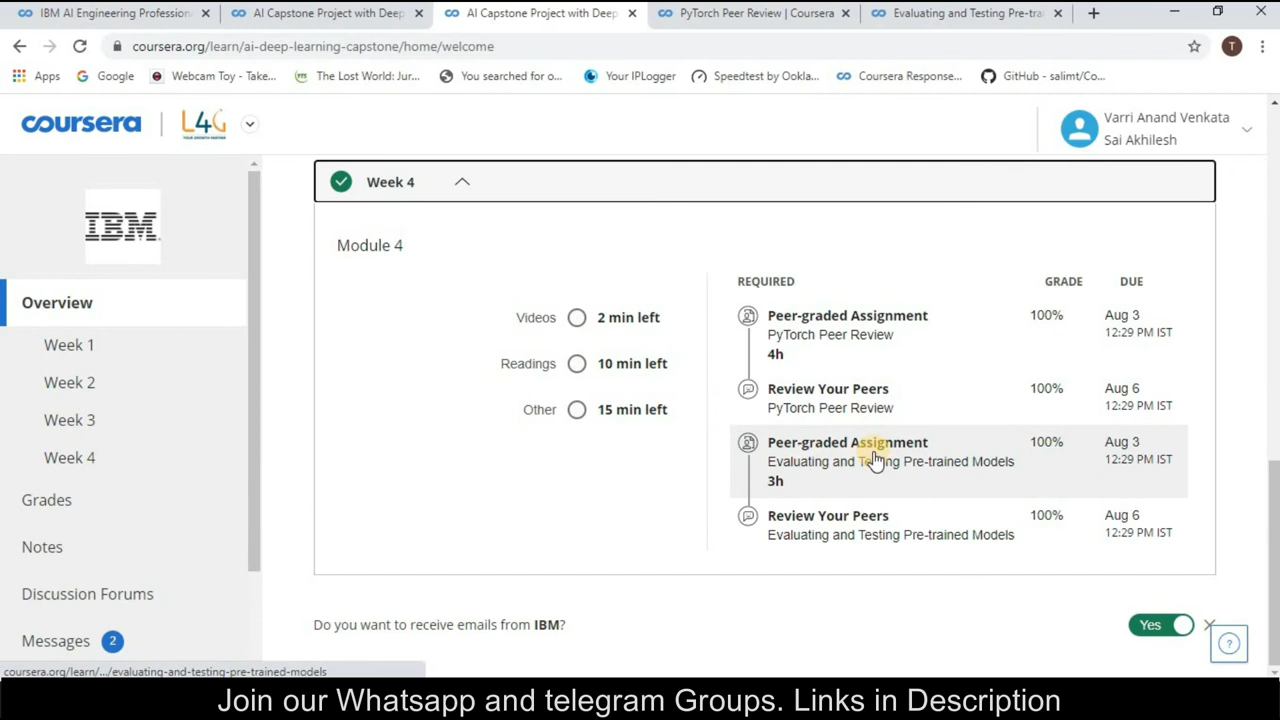 IBM AI Engineering Profession
AI Capstone Project with Deep
AI Capstone Project with Deep
PyTorch Peer Review | Coursera
Evaluating and Testing Pre-trai
coursera.org/learn/ai-deep-learning-capstone/home/welcome
T
Apps
Google
Webcam Toy - Take...
The Lost World: Jur...
You searched for o...
Your IPLogger
Speedtest by Ookla...
Coursera Response...
GitHub - salimt/Co...
coursera
L4G
YOUR GROWTH PARTNER
Varri Anand Venkata
Sai Akhilesh
IBM
Overview
Week 1
Week 2
Week 3
Week 4
Grades
Notes
Discussion Forums
Messages 2
Week 4
Module 4
Videos 2 min left
Readings 10 min left
Other 15 min left
REQUIRED GRADE DUE
Peer-graded Assignment 100% Aug 3
PyTorch Peer Review 12:29 PM IST
4h
Review Your Peers 100% Aug 6
PyTorch Peer Review 12:29 PM IST
Peer-graded Assignment 100% Aug 3
Evaluating and Testing Pre-trained Models 12:29 PM IST
3h
Review Your Peers 100% Aug 6
Evaluating and Testing Pre-trained Models 12:29 PM IST
Do you want to receive emails from IBM? Yes
?
coursera.org/learn/.../evaluating-and-testing-pre-trained-models
Join our Whatsapp and telegram Groups. Links in Description